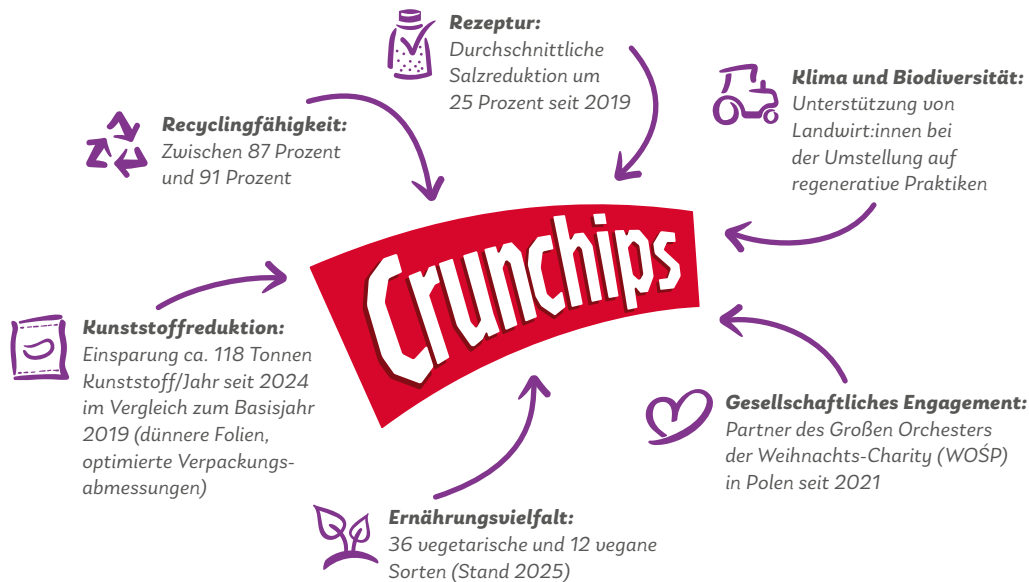 Rezeptur:
Durchschnittliche
Salzreduktion um
25 Prozent seit 2019
Klima und Biodiversität:
Unterstützung von
Landwirt:innen bei
der Umstellung auf
regenerative Praktiken
Recyclingfähigkeit:
Zwischen 87 Prozent
und 91 Prozent
Crunchips
Kunststoffreduktion:
Einsparung ca. 118 Tonnen
Kunststoff/Jahr seit 2024
im Vergleich zum Basisjahr
2019 (dünnere Folien,
optimierte Verpackungs-
abmessungen)
Gesellschaftliches Engagement:
Partner des Großen Orchesters
der Weihnachts-Charity (WOŚP)
in Polen seit 2021
Ernährungsvielfalt:
36 vegetarische und 12 vegane
Sorten (Stand 2025)